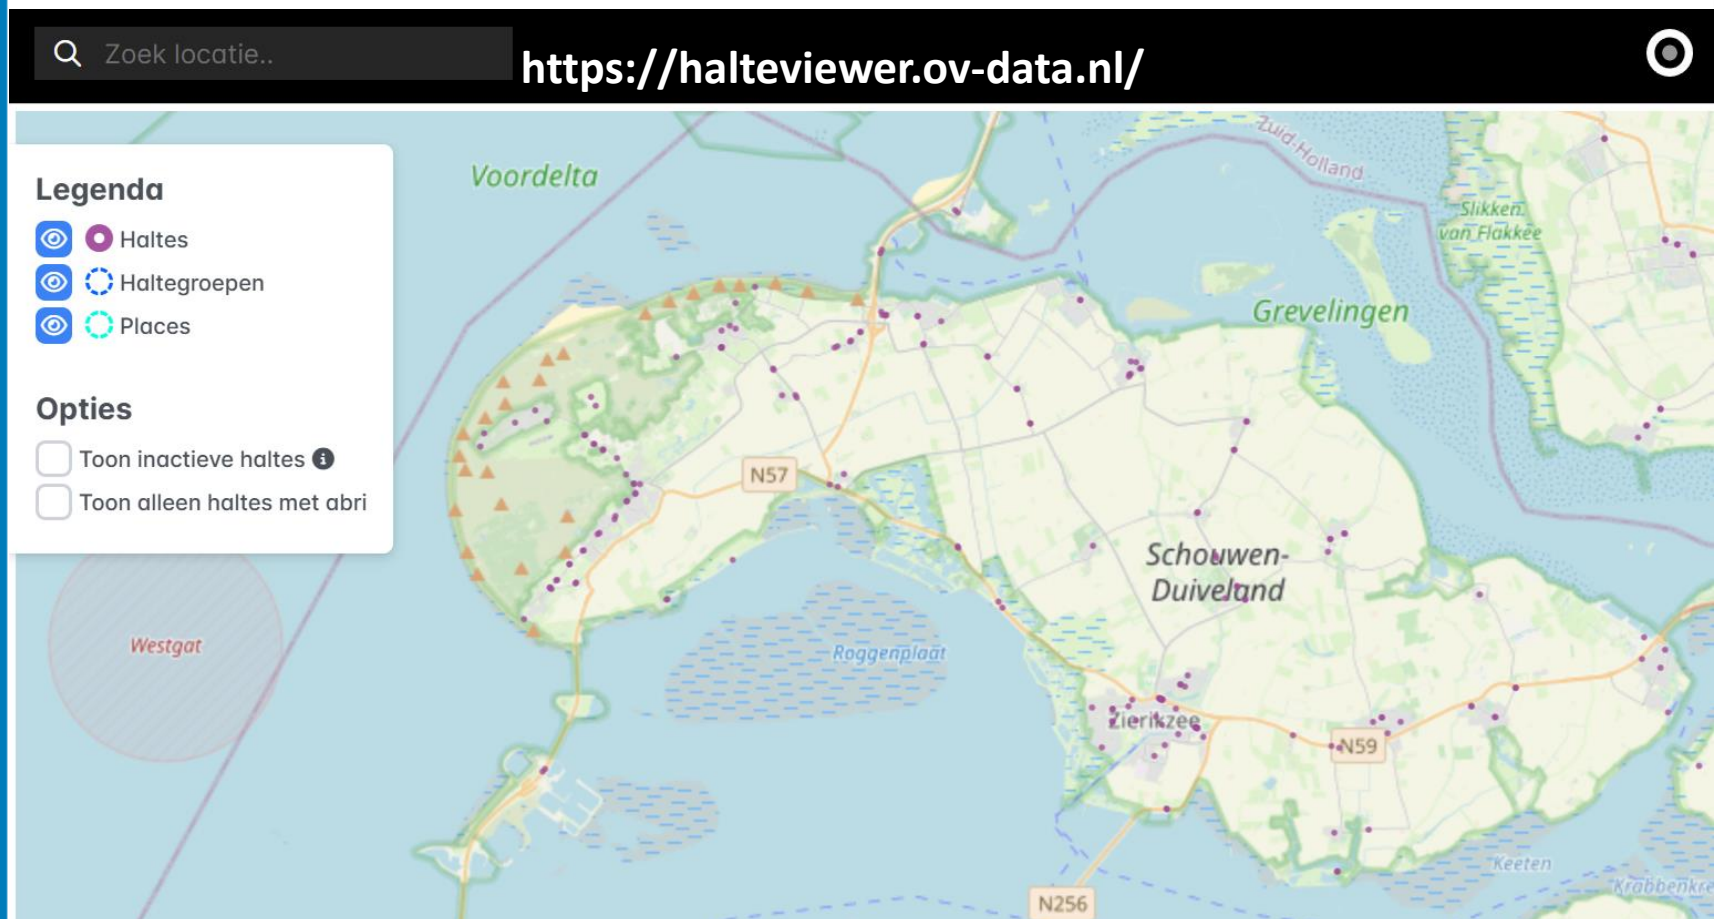 Zoek locatie..
https://halteviewer.ov-data.nl/
Legenda
Haltes
Haltegroepen
Places
Opties
Toon inactieve haltes
Toon alleen haltes met abri
Voordelta
Zuid-Holland
Slikken
van Flakkee
Grevelingen
N57
Schouwen-
Duiveland
Westgat
Roggenplaat
Zierikzee
N59
Keeten
Krabbenkre
N256